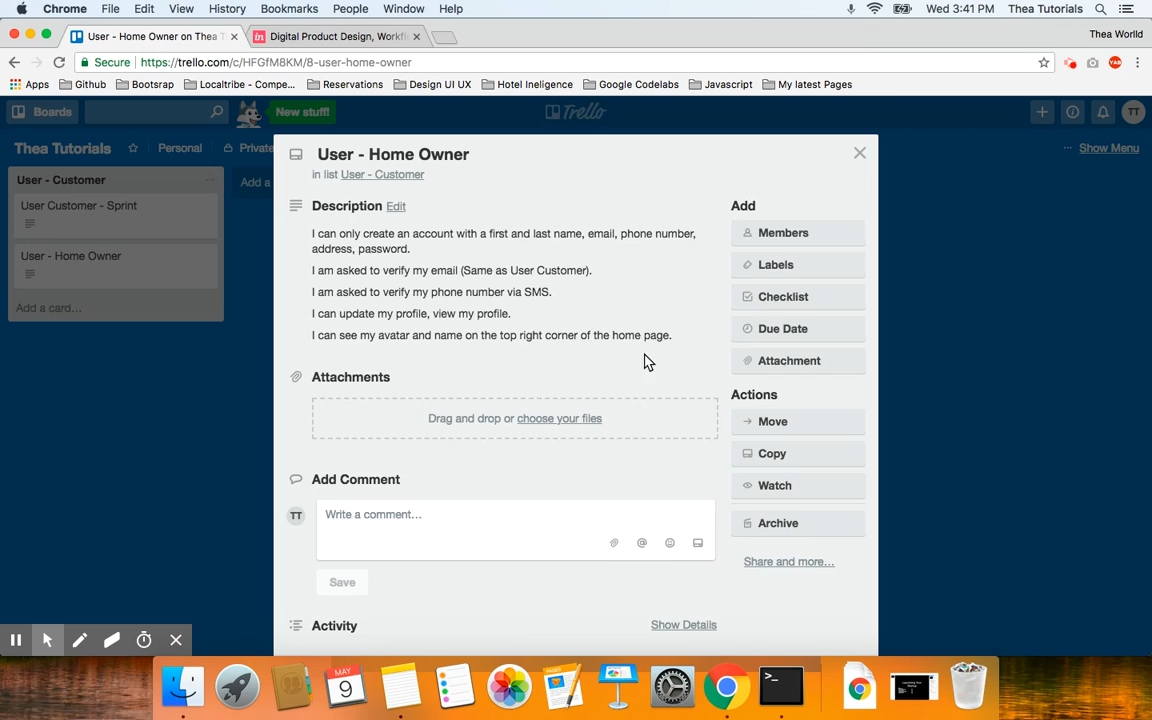 Chrome File Edit View History Bookmarks People Window Help Wed 3:41 PM Thea Tutorials
User - Home Owner on Thea T Digital Product Design, Workfl Thea Worlld
Secure https://trello.com/c/HFGfM8KM/8-user-home-owner
Apps Github Bootsrap Localtribe - Compe... Reservations Design UI UX Hotel Ineligence Google Codelabs Javascript My latest Pages
Boards New stuff! Trello TT
Thea Tutorials Personal Private ... Show Menu
User - Customer
User Customer - Sprint
User - Home Owner
Add a card...
Add a
User - Home Owner
in list User - Customer
Description Edit
I can only create an account with a first and last name, email, phone number,
address, password.
I am asked to verify my email (Same as User Customer).
I am asked to verify my phone number via SMS.
I can update my profile, view my profile.
I can see my avatar and name on the top right corner of the home page.
Attachments
Drag and drop or choose your files
Add Comment
TT
Write a comment...
@
Save
Activity Show Details
Add
Members
Labels
Checklist
Due Date
Attachment
Actions
Move
Copy
Watch
Archive
Share and more...
MAY
9
>_